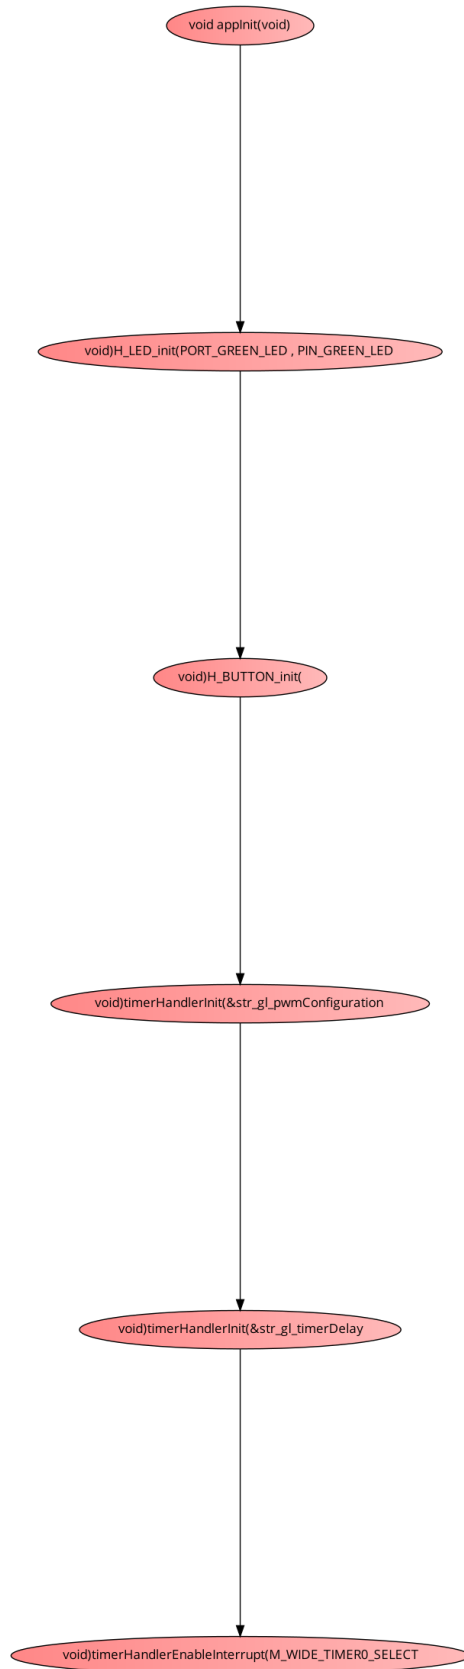 void appInit(void)
void)H_LED_init(PORT_GREEN_LED , PIN_GREEN_LED
void)H_BUTTON_init(
void)timerHandlerInit(&str_gl_pwmConfiguration
void)timerHandlerInit(&str_gl_timerDelay
void)timerHandlerEnableInterrupt(M_WIDE_TIMER0_SELECT